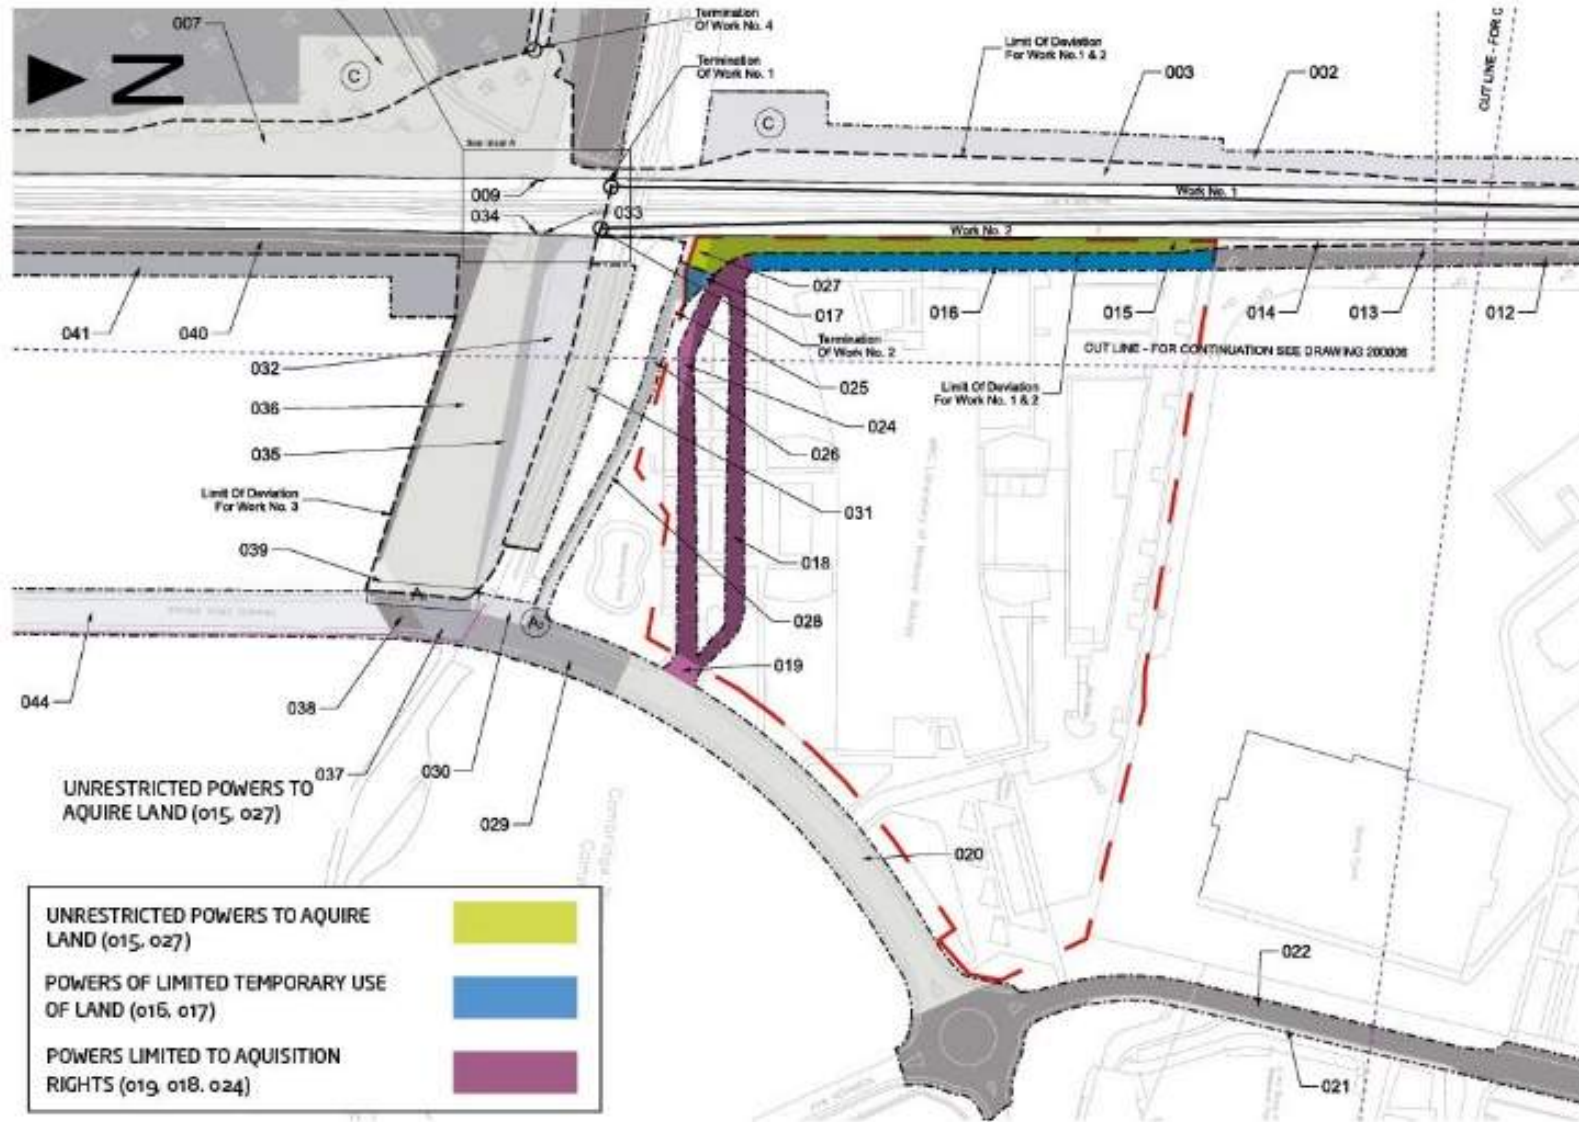 007
N
C
Termination
Of Work No. 4
Termination
Of Work No. 1
Limit Of Deviation
For Work No.1 & 2
003
002
C
009
034
033
Work No. 1
Work No. 2
041
040
027
017
016
015
014
013
012
Termination
Of Work No. 2
OUT LINE - FOR CONTINUATION SEE DRAWING 200806
Limit Of Deviation
For Work No. 1 & 2
032
036
035
025
024
026
031
Limit Of Deviation
For Work No. 3
039
018
028
019
044
038
037
030
029
020
022
021
UNRESTRICTED POWERS TO
AQUIRE LAND (015, 027)
UNRESTRICTED POWERS TO AQUIRE
LAND (015, 027)
POWERS OF LIMITED TEMPORARY USE
OF LAND (016, 017)
POWERS LIMITED TO AQUISITION
RIGHTS (019, 018, 024)